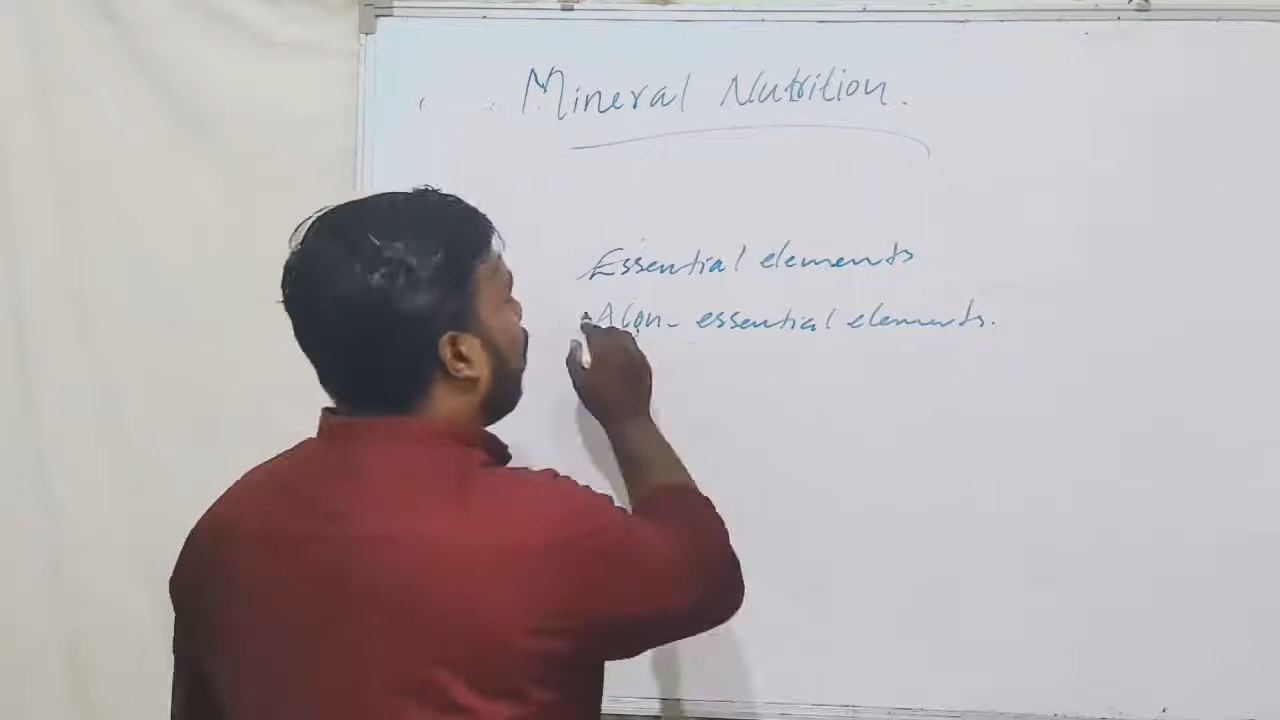 Mineral Nutrition.
Essential elements
Non- essential elements.